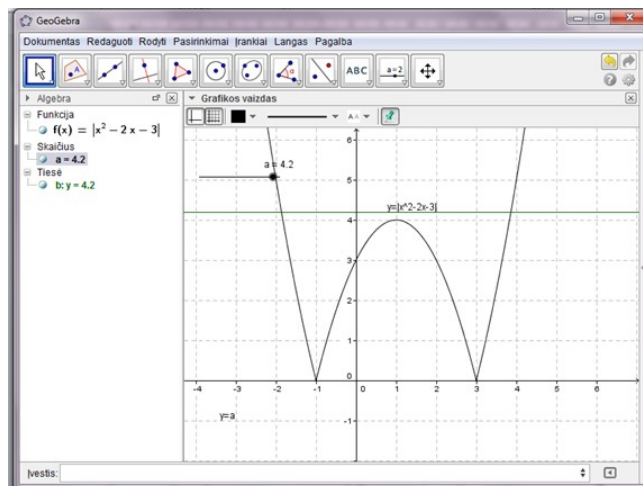 GeoGebra
Dokumentas Redaguoti Rodyti Pasirinkimai Įrankiai Langas Pagalba
A
α
ABC
a=2
Algebra
Grafikos vaizdas
Funkcija
f(x) = |x² − 2 x − 3|
Skaičius
a = 4.2
Tiesė
b: y = 4.2
AA
6
a = 4.2
5
y=|x^2-2x-3|
4
3
2
1
0
-4 -3 -2 -1 0 1 2 3 4 5 6
-1
y=a
Įvestis: